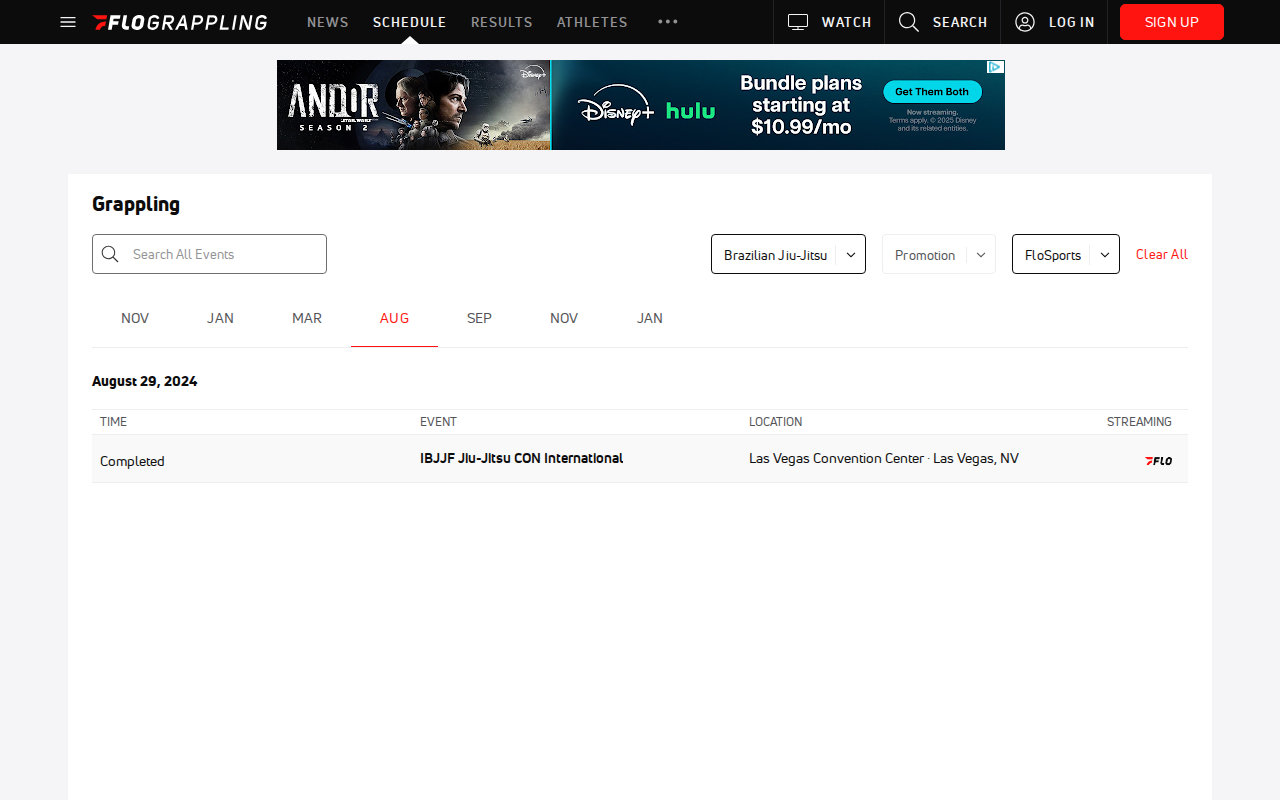 FLOGRAPPLING NEWS SCHEDULE RESULTS ATHLETES WATCH SEARCH LOG IN SIGN UP
ANDOR
STAR WARS
SEASON 2
Disney+
Disney+ hulu
Bundle plans
starting at
$10.99/mo
Get Them Both
Now streaming.
Terms apply. © 2025 Disney
and its related entities.
Grappling
Search All Events Brazilian Jiu-Jitsu Promotion FloSports Clear All
NOV JAN MAR AUG SEP NOV JAN
August 29, 2024
TIME EVENT LOCATION STREAMING
Completed IBJJF Jiu-Jitsu CON International Las Vegas Convention Center · Las Vegas, NV FLO